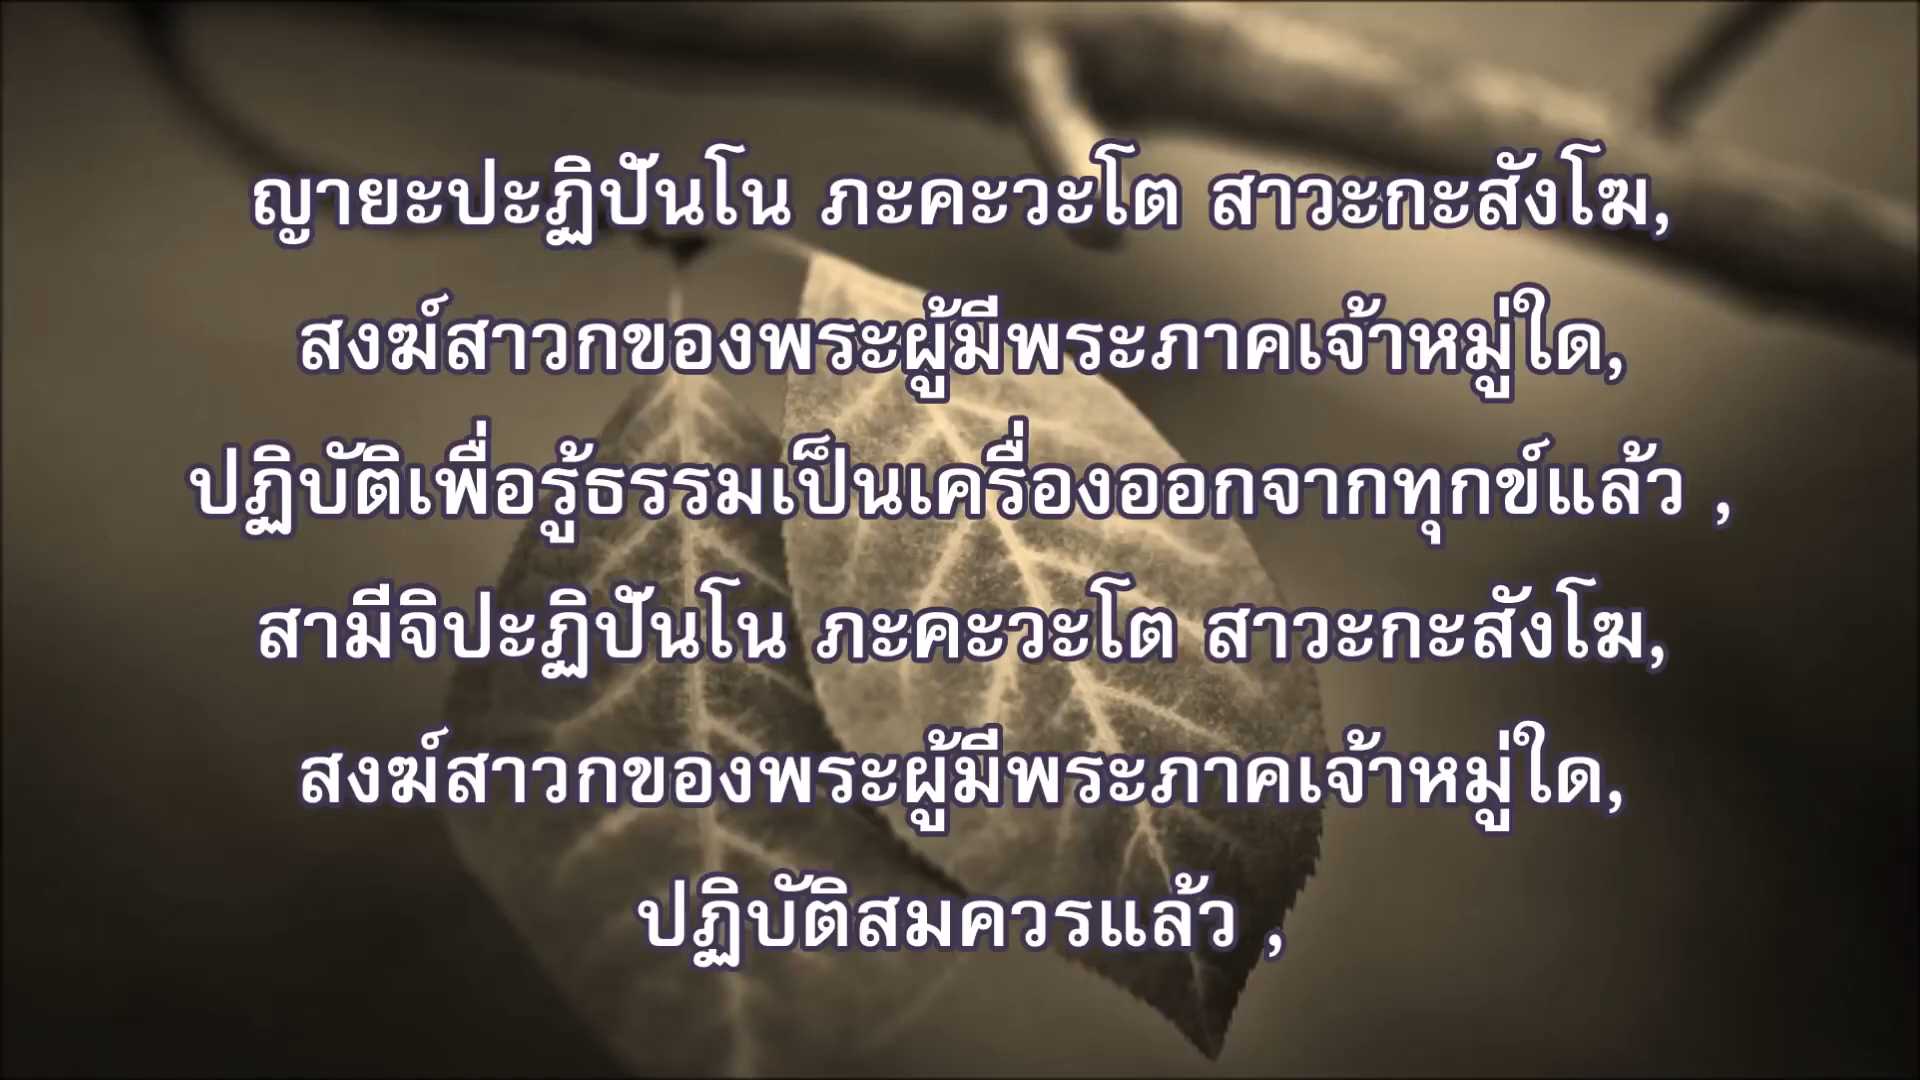 ญายะปะฏิปันโน ภะคะวะโต สาวะกะสังโฆ,
สงฆ์สาวกของพระผู้มีพระภาคเจ้าหมู่ใด,
ปฏิบัติเพื่อรู้ธรรมเป็นเครื่องออกจากทุกข์แล้ว ,
สามีจิปะฏิปันโน ภะคะวะโต สาวะกะสังโฆ,
สงฆ์สาวกของพระผู้มีพระภาคเจ้าหมู่ใด,
ปฏิบัติสมควรแล้ว ,